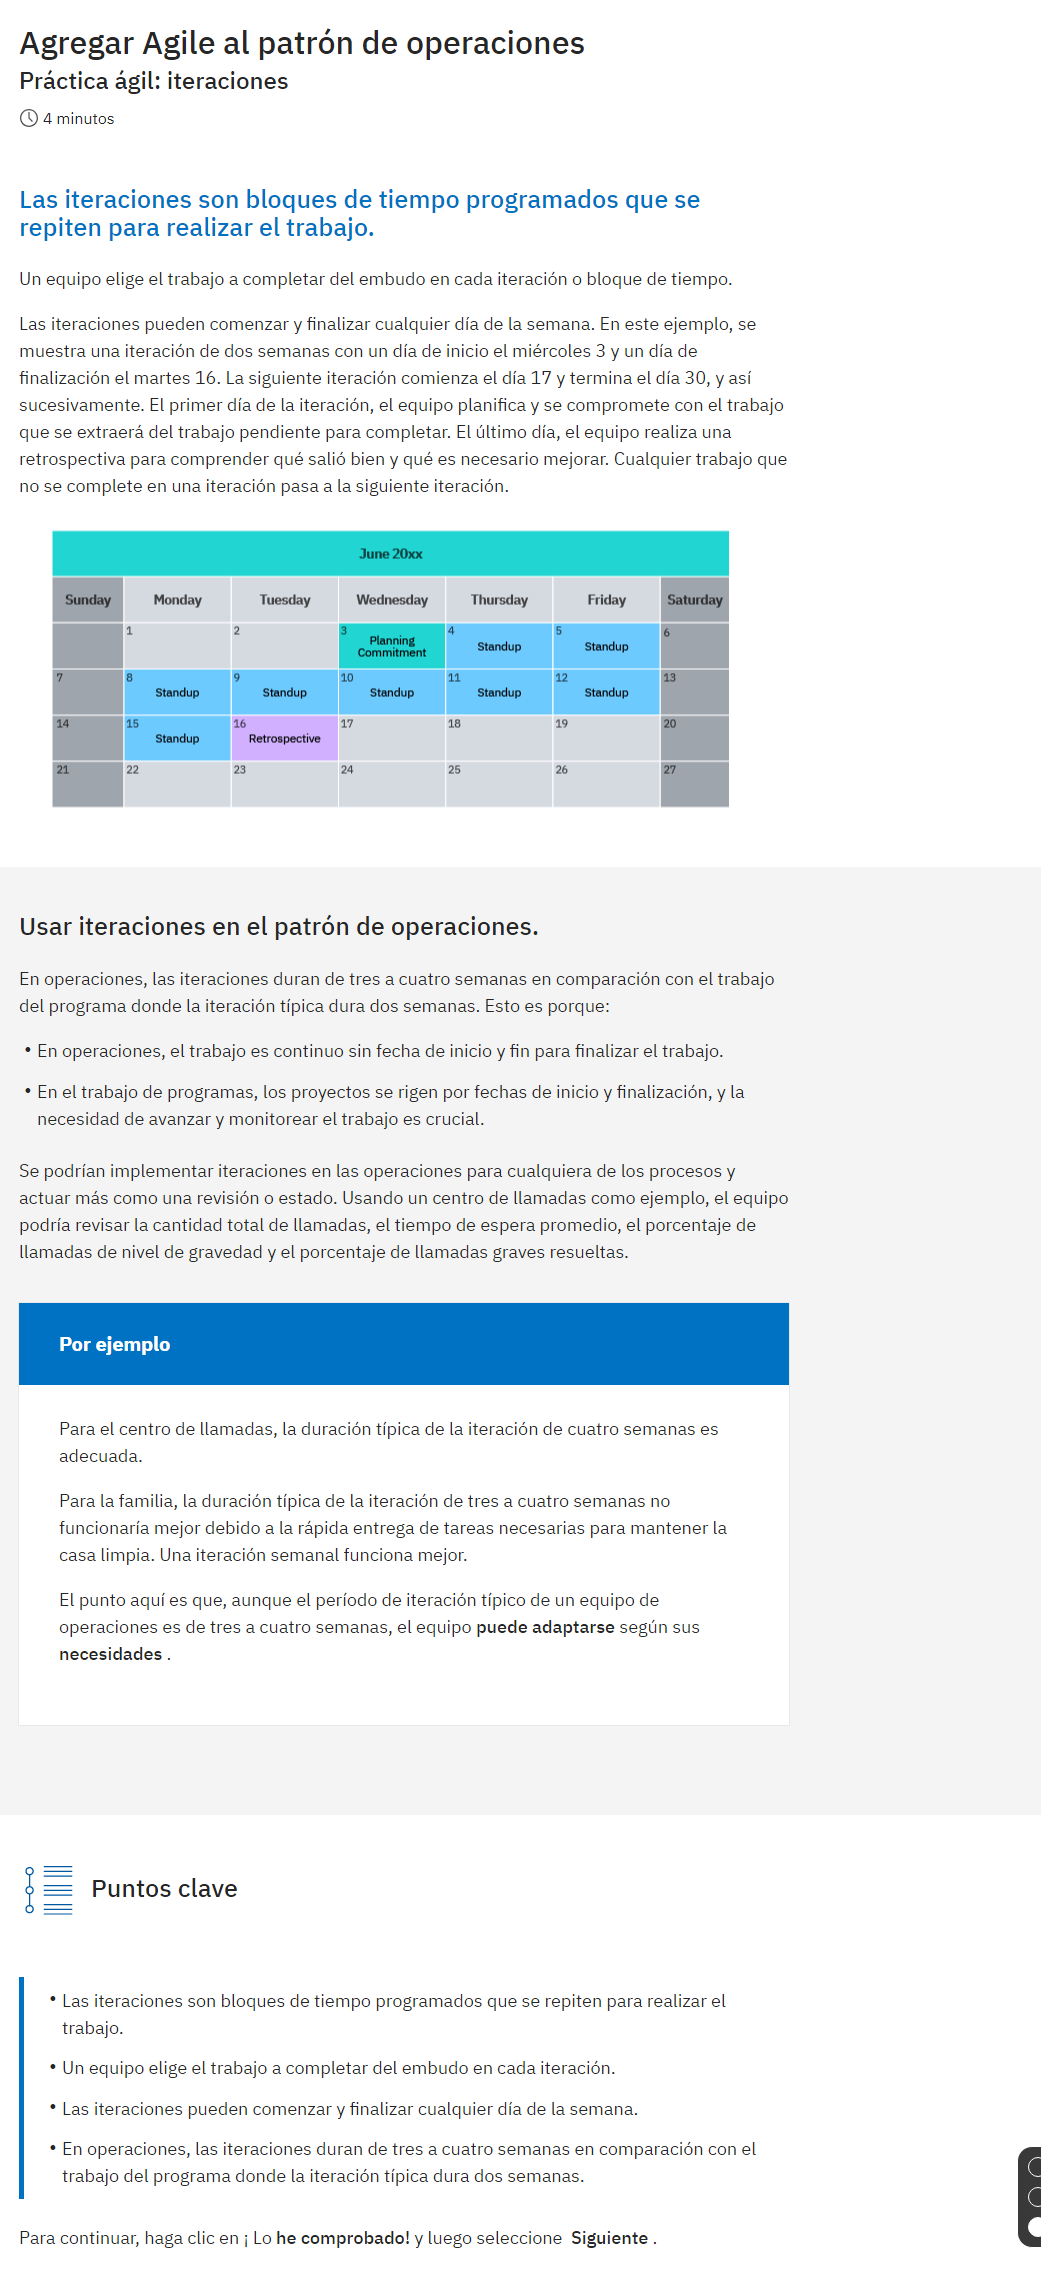 Agregar Agile al patrón de operaciones
Práctica ágil: iteraciones
4 minutos
Las iteraciones son bloques de tiempo programados que se
repiten para realizar el trabajo.
Un equipo elige el trabajo a completar del embudo en cada iteración o bloque de tiempo.
Las iteraciones pueden comenzar y finalizar cualquier día de la semana. En este ejemplo, se
muestra una iteración de dos semanas con un día de inicio el miércoles 3 y un día de
finalización el martes 16. La siguiente iteración comienza el día 17 y termina el día 30, y así
sucesivamente. El primer día de la iteración, el equipo planifica y se compromete con el trabajo
que se extraerá del trabajo pendiente para completar. El último día, el equipo realiza una
retrospectiva para comprender qué salió bien y qué es necesario mejorar. Cualquier trabajo que
no se complete en una iteración pasa a la siguiente iteración.
June 20xx
Sunday Monday Tuesday Wednesday Thursday Friday Saturday
1 2 3 Planning Commitment 4 Standup 5 Standup 6
7 8 Standup 9 Standup 10 Standup 11 Standup 12 Standup 13
14 15 Standup 16 Retrospective 17 18 19 20
21 22 23 24 25 26 27
Usar iteraciones en el patrón de operaciones.
En operaciones, las iteraciones duran de tres a cuatro semanas en comparación con el trabajo
del programa donde la iteración típica dura dos semanas. Esto es porque:
• En operaciones, el trabajo es continuo sin fecha de inicio y fin para finalizar el trabajo.
• En el trabajo de programas, los proyectos se rigen por fechas de inicio y finalización, y la
necesidad de avanzar y monitorear el trabajo es crucial.
Se podrían implementar iteraciones en las operaciones para cualquiera de los procesos y
actuar más como una revisión o estado. Usando un centro de llamadas como ejemplo, el equipo
podría revisar la cantidad total de llamadas, el tiempo de espera promedio, el porcentaje de
llamadas de nivel de gravedad y el porcentaje de llamadas graves resueltas.
Por ejemplo
Para el centro de llamadas, la duración típica de la iteración de cuatro semanas es
adecuada.
Para la familia, la duración típica de la iteración de tres a cuatro semanas no
funcionaría mejor debido a la rápida entrega de tareas necesarias para mantener la
casa limpia. Una iteración semanal funciona mejor.
El punto aquí es que, aunque el período de iteración típico de un equipo de
operaciones es de tres a cuatro semanas, el equipo puede adaptarse según sus
necesidades .
Puntos clave
• Las iteraciones son bloques de tiempo programados que se repiten para realizar el
trabajo.
• Un equipo elige el trabajo a completar del embudo en cada iteración.
• Las iteraciones pueden comenzar y finalizar cualquier día de la semana.
• En operaciones, las iteraciones duran de tres a cuatro semanas en comparación con el
trabajo del programa donde la iteración típica dura dos semanas.
Para continuar, haga clic en ¡ Lo he comprobado! y luego seleccione Siguiente .